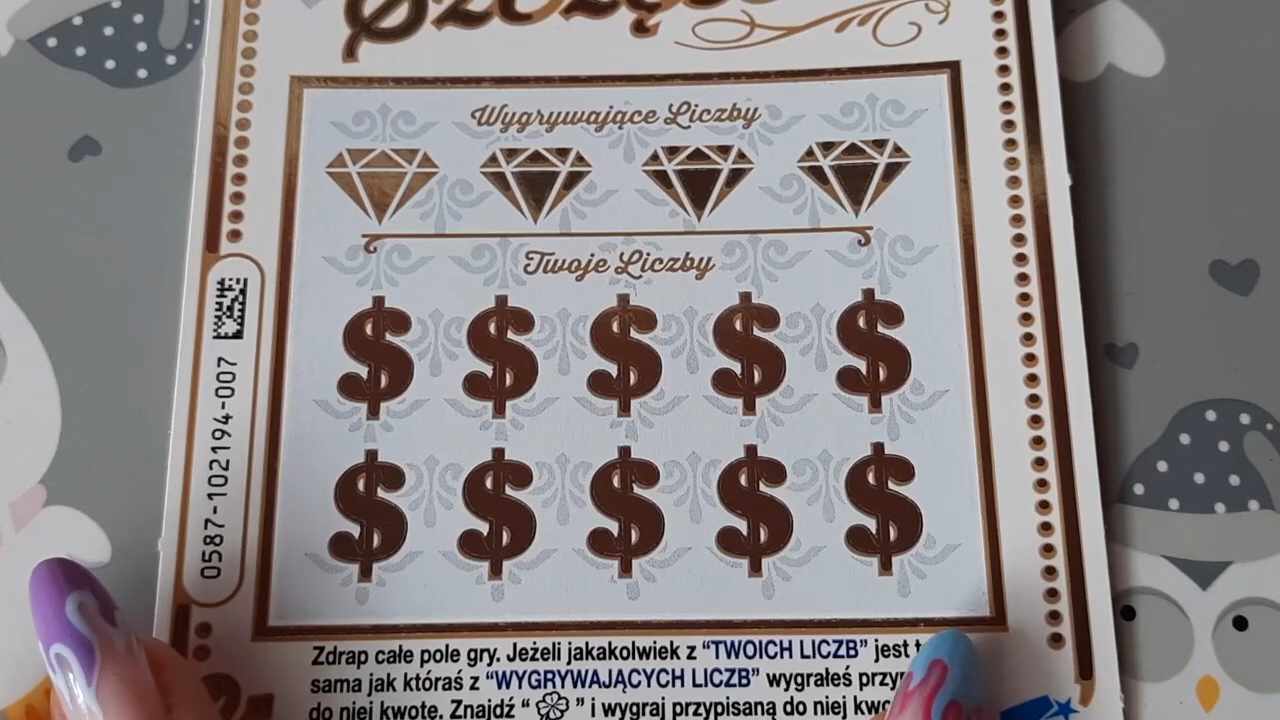 Wygrywające Liczby
Twoje Liczby
$ $ $ $ $
$ $ $ $ $
0587-102194-007
Zdrap całe pole gry. Jeżeli jakakolwiek z “TWOICH LICZB” jest
sama jak któraś z “WYGRYWAJĄCYCH LICZB” wygrałeś
do niej kwotę. Znajdź “ ” i wygraj przypisaną do niej